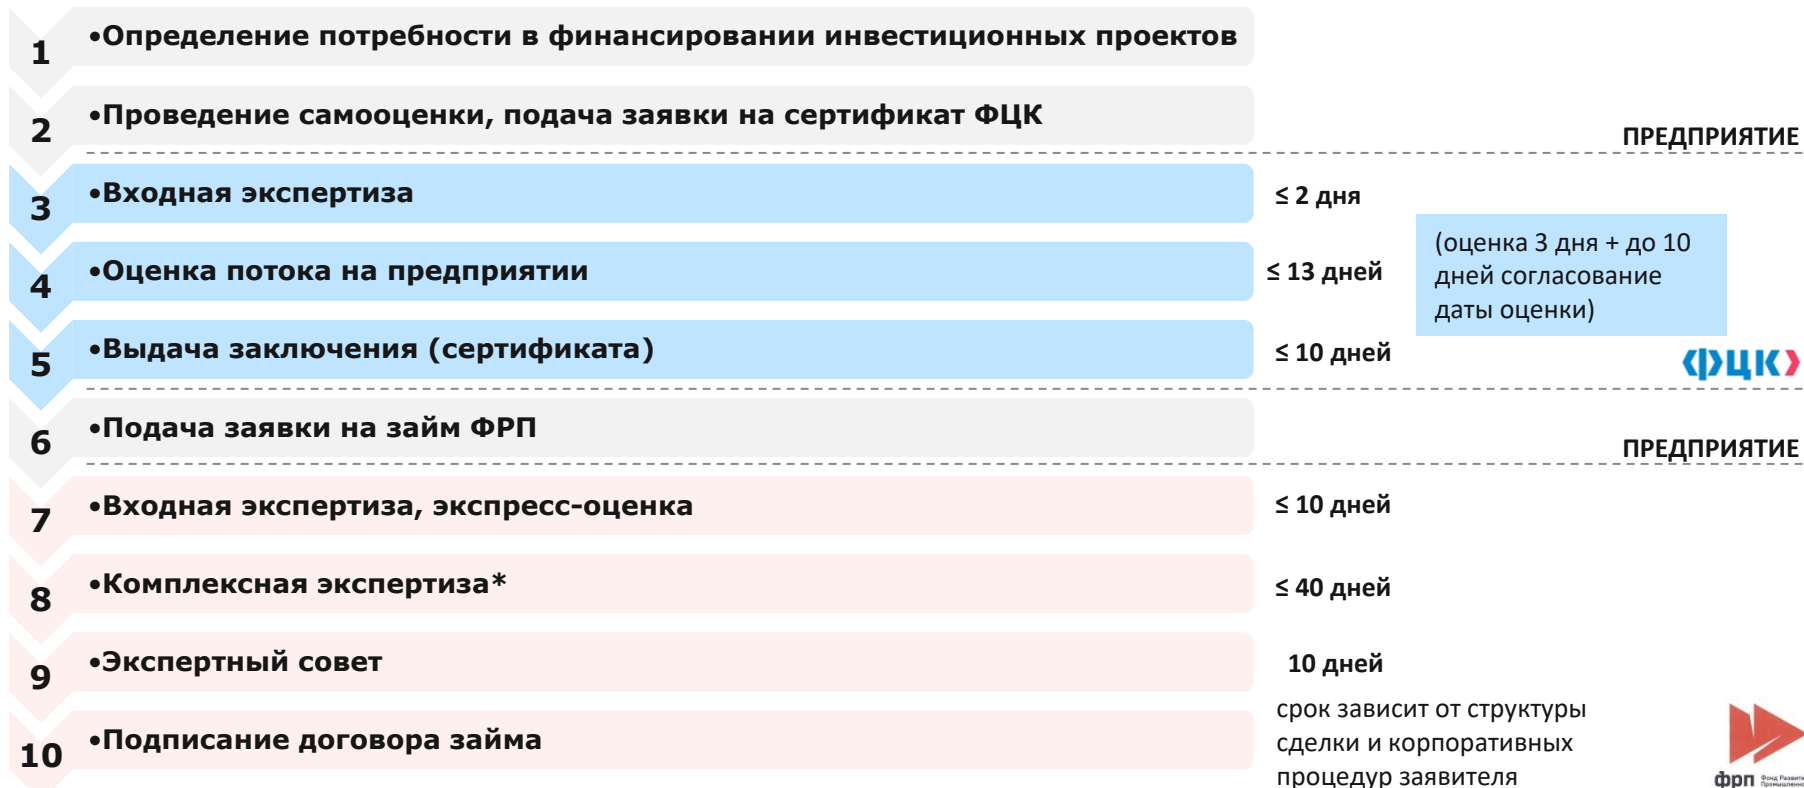 1
•Определение потребности в финансировании инвестиционных проектов
2
•Проведение самооценки, подача заявки на сертификат ФЦК
ПРЕДПРИЯТИЕ
3
•Входная экспертиза
≤ 2 дня
4
•Оценка потока на предприятии
≤ 13 дней
(оценка 3 дня + до 10
дней согласование
даты оценки)
5
•Выдача заключения (сертификата)
≤ 10 дней
ФЦК
6
•Подача заявки на займ ФРП
ПРЕДПРИЯТИЕ
7
•Входная экспертиза, экспресс-оценка
≤ 10 дней
8
•Комплексная экспертиза*
≤ 40 дней
9
•Экспертный совет
10 дней
10
•Подписание договора займа
срок зависит от структуры
сделки и корпоративных
процедур заявителя
фрп
Фонд